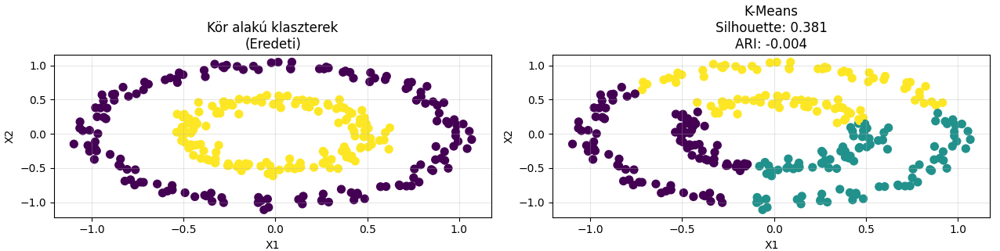 Kör alakú klaszterek
(Eredeti)
1.0
0.5
0.0
−0.5
−1.0
X2
−1.0 −0.5 0.0 0.5 1.0
X1
K-Means
Silhouette: 0.381
ARI: -0.004
1.0
0.5
0.0
−0.5
−1.0
X2
−1.0 −0.5 0.0 0.5 1.0
X1